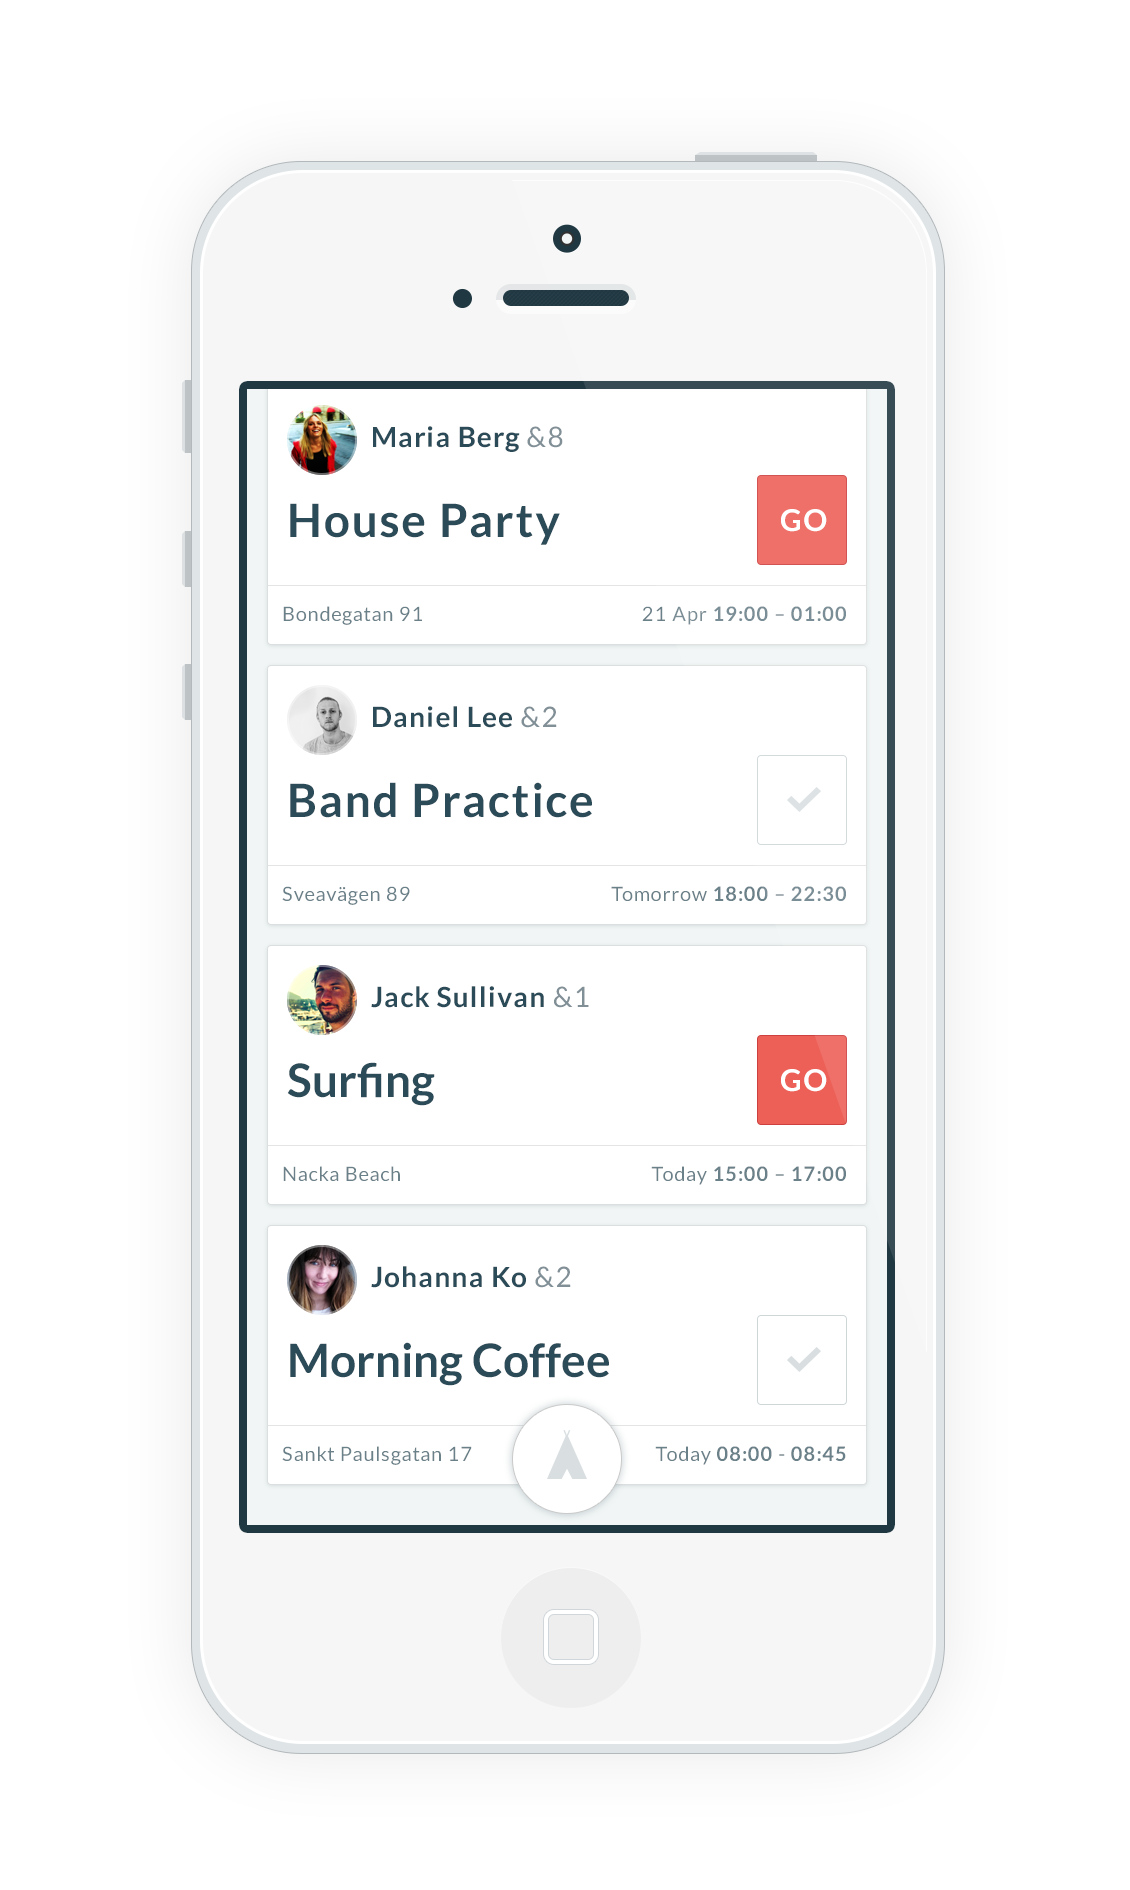 Maria Berg &8
House Party
GO
Bondegatan 91
21 Apr 19:00 – 01:00
Daniel Lee &2
Band Practice
Sveavägen 89
Tomorrow 18:00 – 22:30
Jack Sullivan &1
Surfing
GO
Nacka Beach
Today 15:00 – 17:00
Johanna Ko &2
Morning Coffee
Sankt Paulsgatan 17
Today 08:00 - 08:45